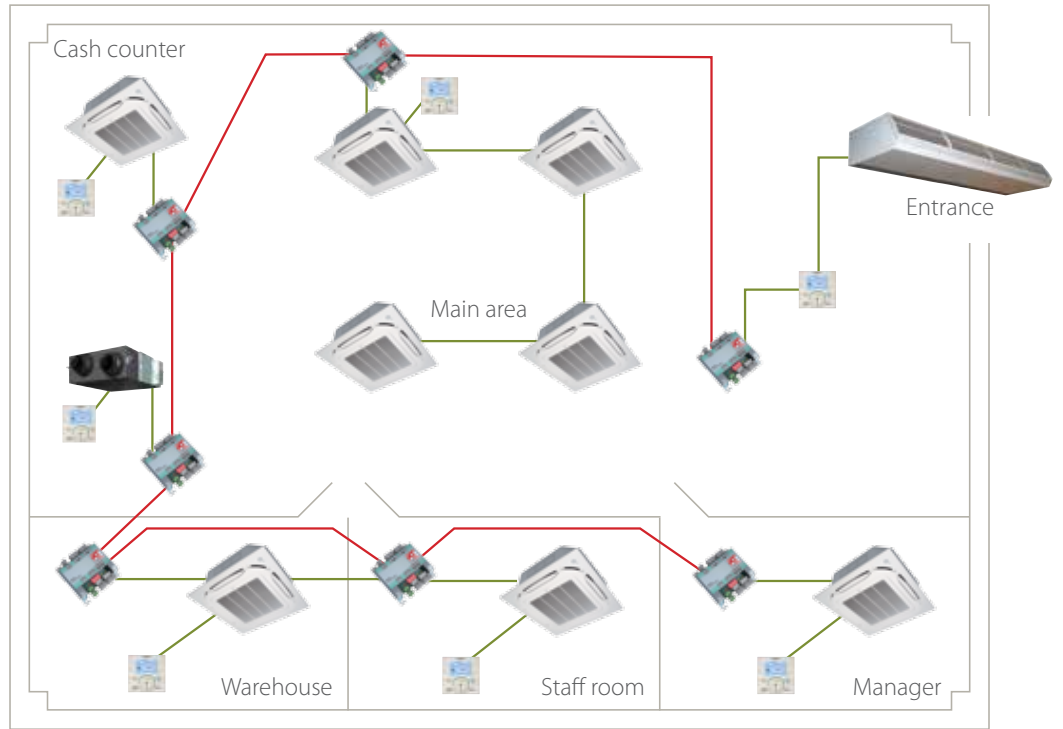 Cash counter
Entrance
Main area
Warehouse
Staff room
Manager